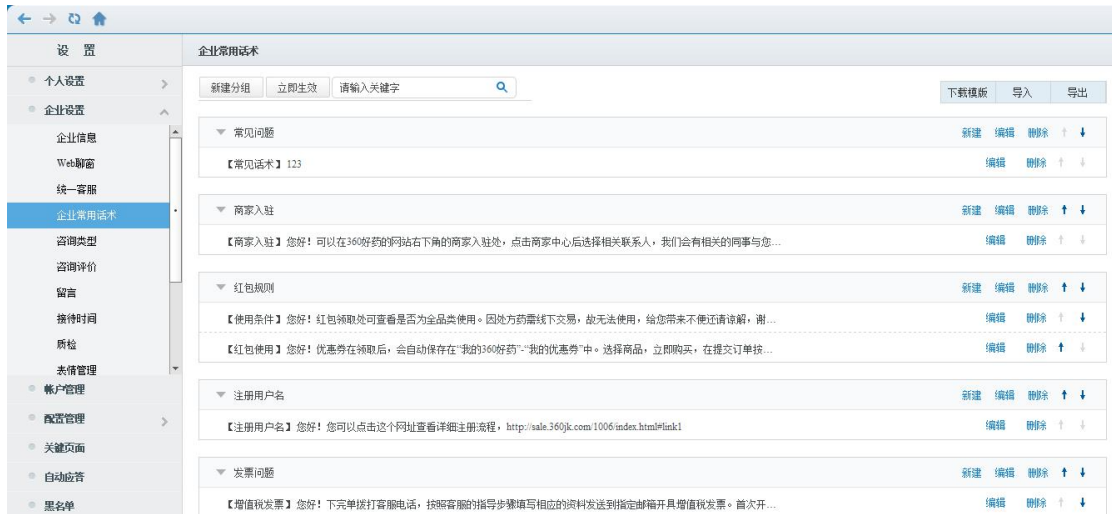 设 置
企业常用话术
个人设置
企业设置
企业信息
Web聊窗
统一客服
企业常用话术
咨询类型
咨询评价
留言
接待时间
质检
表情管理
帐户管理
配置管理
关键页面
自动应答
黑名单
新建分组 立即生效 请输入关键字
下载模版 导入 导出
常见问题 新建 编辑 删除
【常见话术】123 编辑 删除
商家入驻 新建 编辑 删除
【商家入驻】您好！可以在360好药的网站右下角的商家入驻处，点击商家中心后选择相关联系人，我们会有相关的同事与您... 编辑 删除
红包规则 新建 编辑 删除
【使用条件】您好！红包领取处可查看是否为全品类使用。因处方药需线下交易，故无法使用，给您带来不便还请谅解，谢... 编辑 删除
【红包使用】您好！优惠券在领取后，会自动保存在“我的360好药”-“我的优惠券”中。选择商品，立即购买，在提交订单按... 编辑 删除
注册用户名 新建 编辑 删除
【注册用户名】您好！您可以点击这个网址查看详细注册流程，http://sale.360jk.com/1006/index.html#link1 编辑 删除
发票问题 新建 编辑 删除
【增值税发票】您好！下完单拨打客服电话，按照客服的指导步骤填写相应的资料发送到指定邮箱开具增值税发票。首次开... 编辑 删除